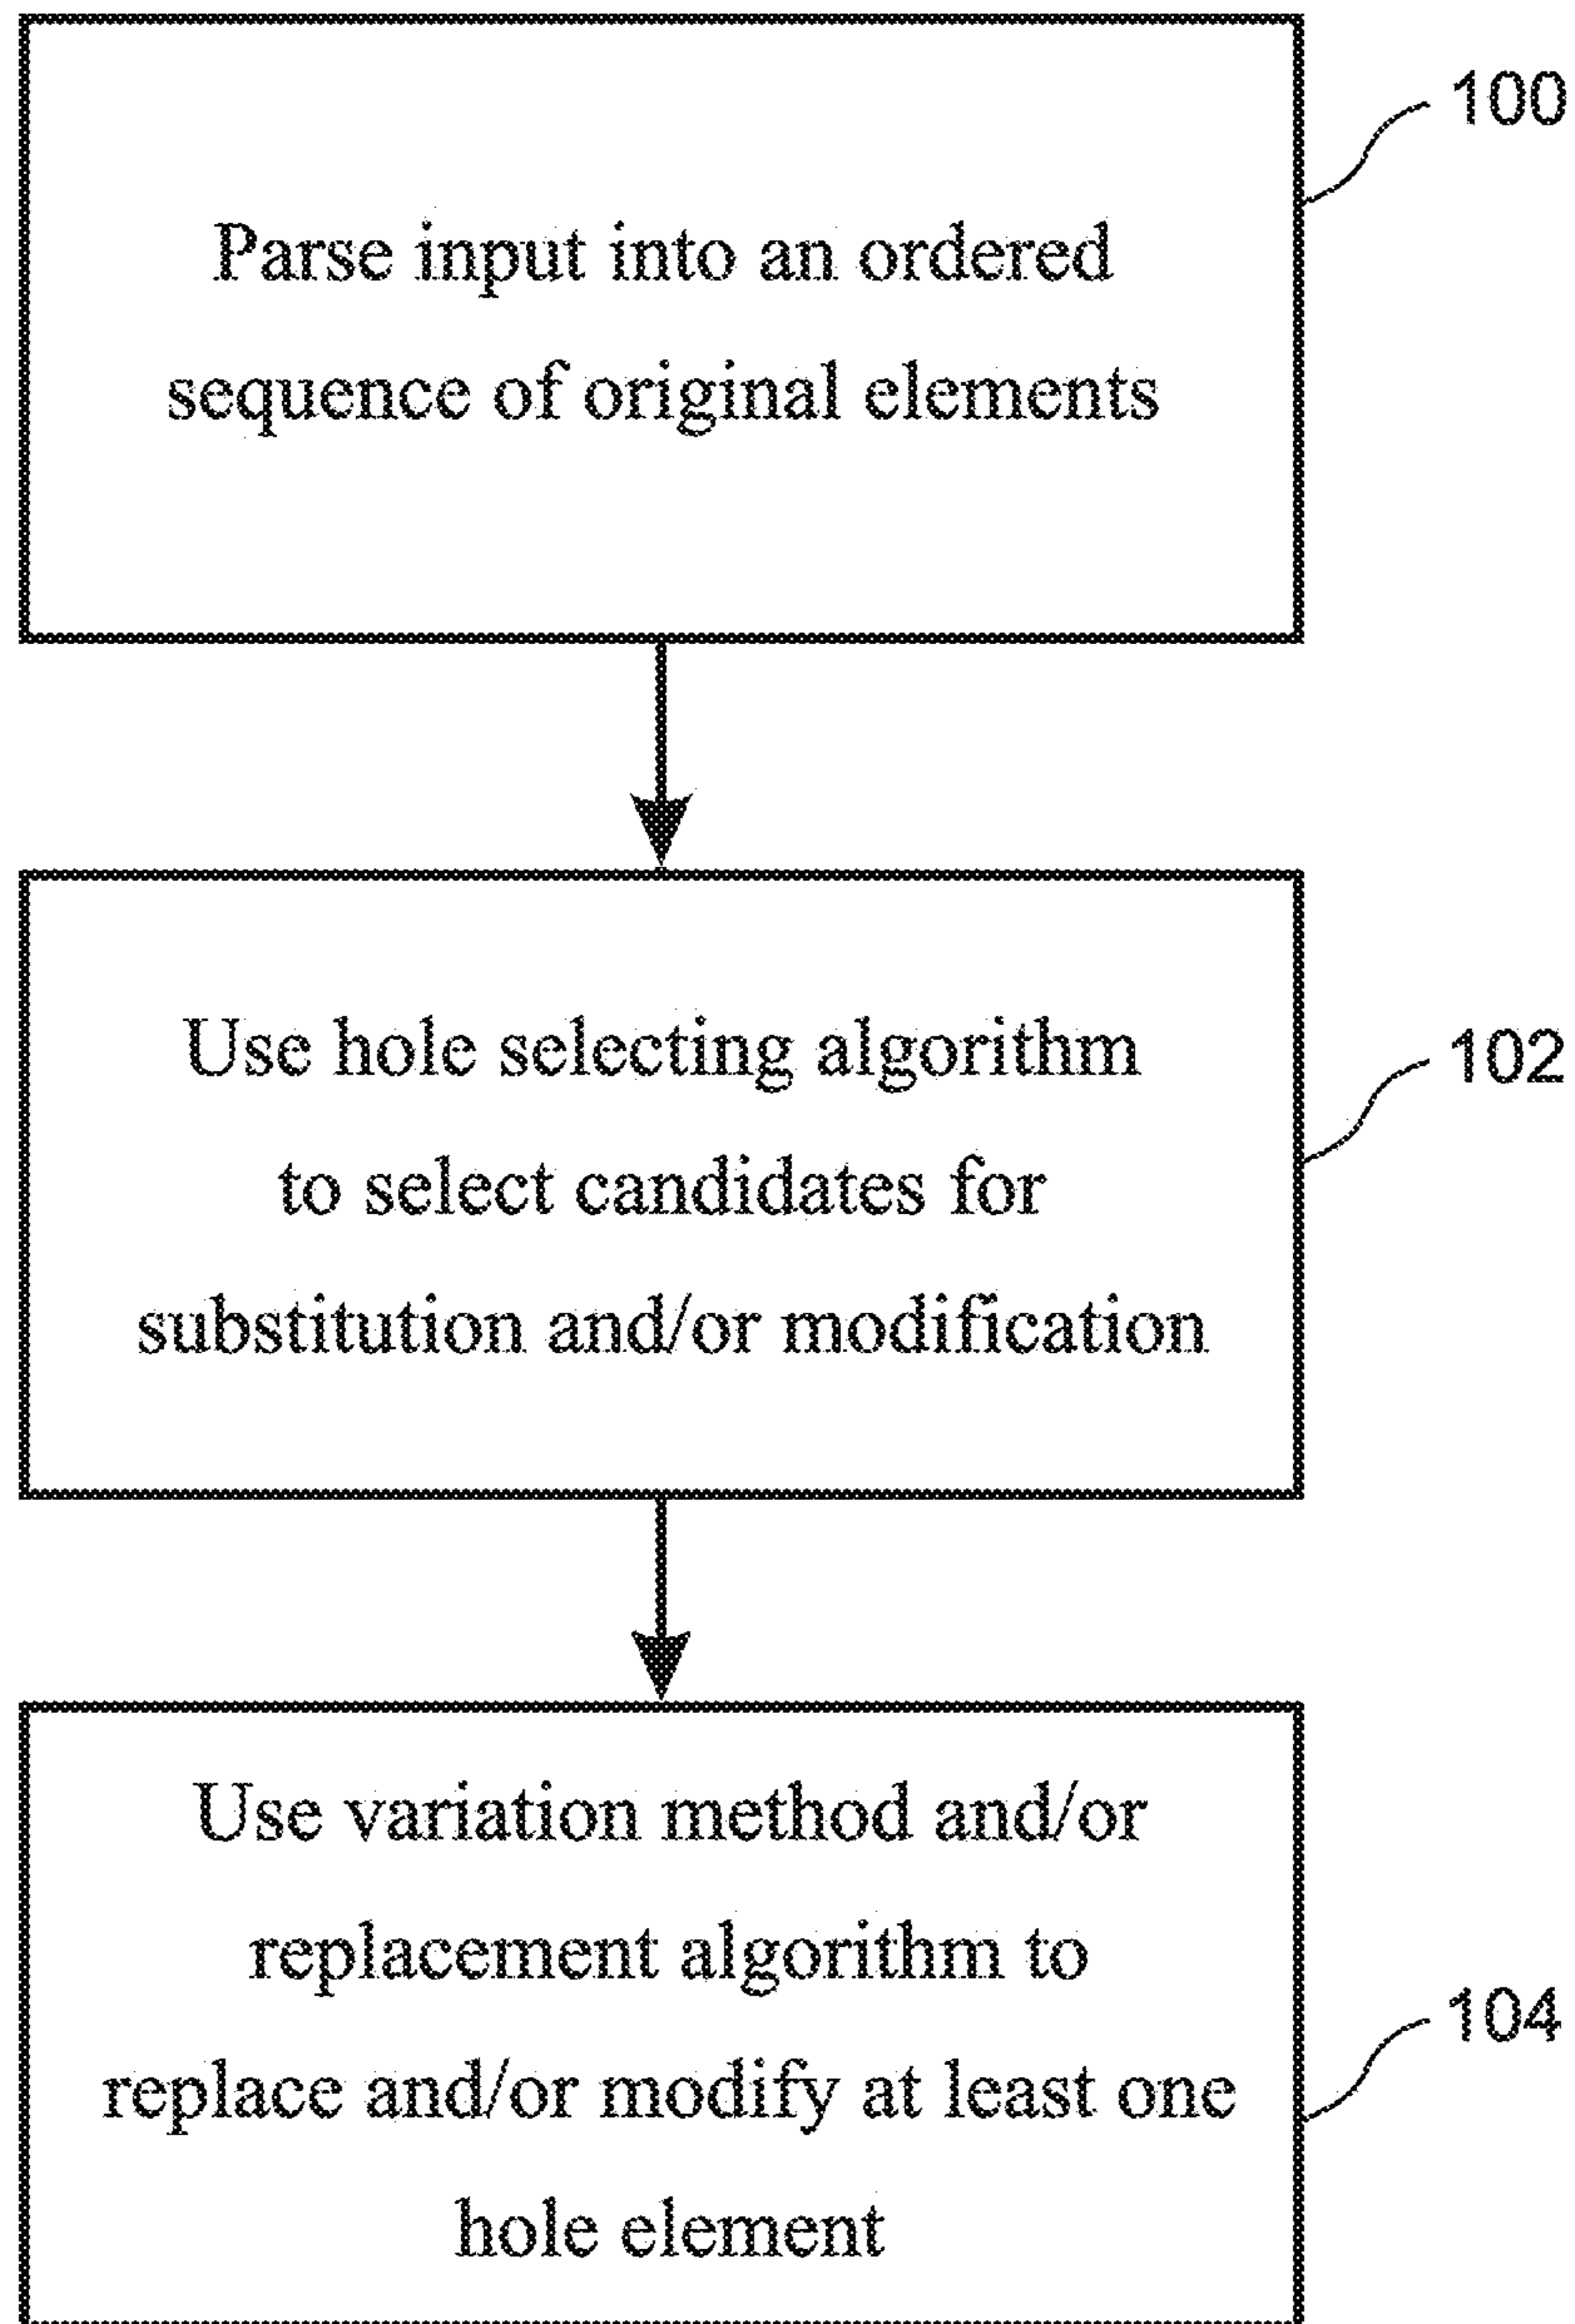 100
Parse input into an ordered
sequence of original elements
Use hole selecting algorithm
102
to select candidates for
substitution and/or modification
Use variation method and/or
replacement algorithm to
104
replace and/or modify at least one
hole element